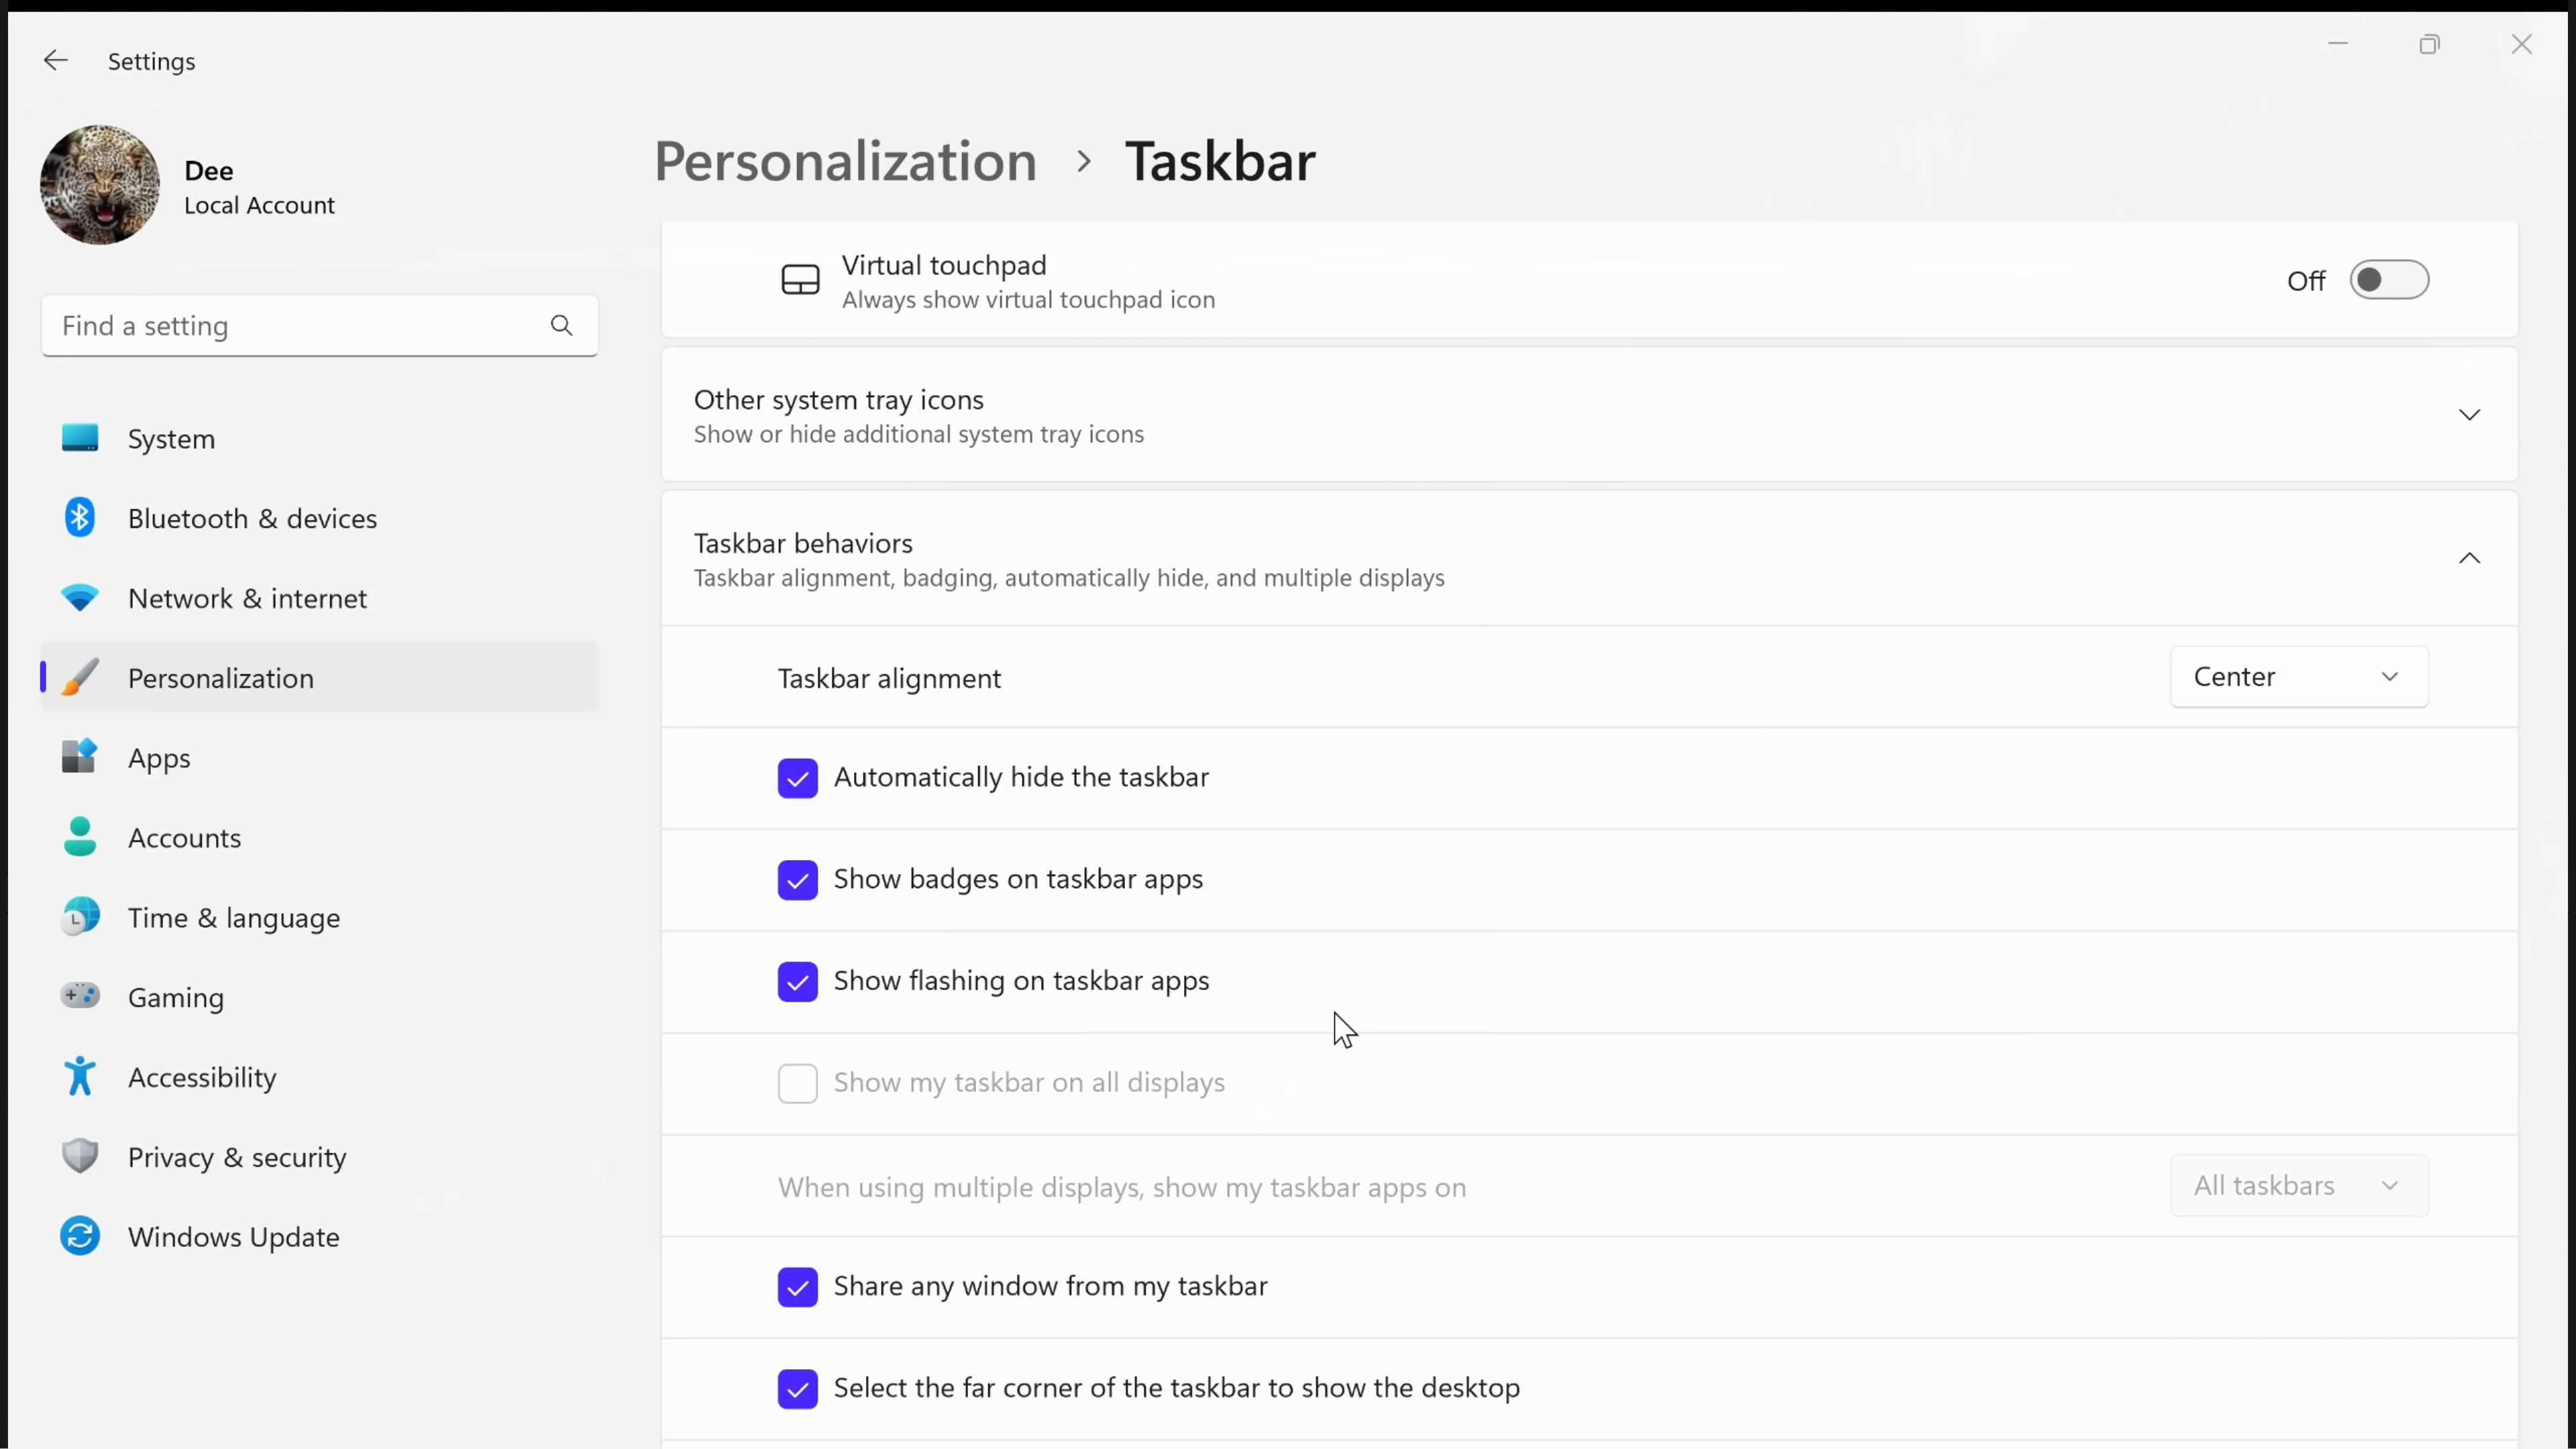 Settings
Dee
Local Account
Find a setting
System
Bluetooth & devices
Network & internet
Personalization
Apps
Accounts
Time & language
Gaming
Accessibility
Privacy & security
Windows Update
Personalization > Taskbar
Virtual touchpad
Always show virtual touchpad icon
Off
Other system tray icons
Show or hide additional system tray icons
Taskbar behaviors
Taskbar alignment, badging, automatically hide, and multiple displays
Taskbar alignment
Center
Automatically hide the taskbar
Show badges on taskbar apps
Show flashing on taskbar apps
Show my taskbar on all displays
When using multiple displays, show my taskbar apps on
All taskbars
Share any window from my taskbar
Select the far corner of the taskbar to show the desktop